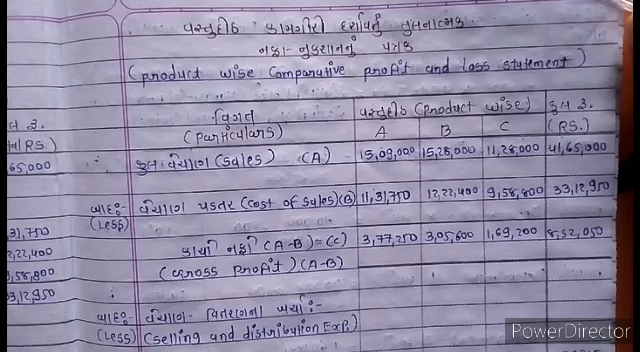 વસ્તુદીઠ કામગીરી દર્શાવતું તુલનાત્મક
નફા-નુકશાનનું પત્રક
(product wise Comparative profit and loss statement)
કુલ રૂ. વિગત વસ્તુદીઠ (product wise) કુલ રૂ.
RS.) (Particulars) A B C (RS.)
65,000 કુલ વેચાણ (Sales) (A) 15,09,000 15,28,000 11,28,000 41,65,000
બાદ:- વેચાણ પડતર (Cost of Sales)(B) 11,31,750 12,22,400 9,58,800 33,12,950
,31,750 (Less)
2,22,400 કાચો નફો (A-B)=(C) 3,77,250 3,05,600 1,69,200 8,52,050
,58,800 (Gross Profit)(A-B)
3,12,950
બાદ:- વેચાણ-વિતરણના ખર્ચા:-
(Less) (Selling and distribution Exp.)
PowerDirector